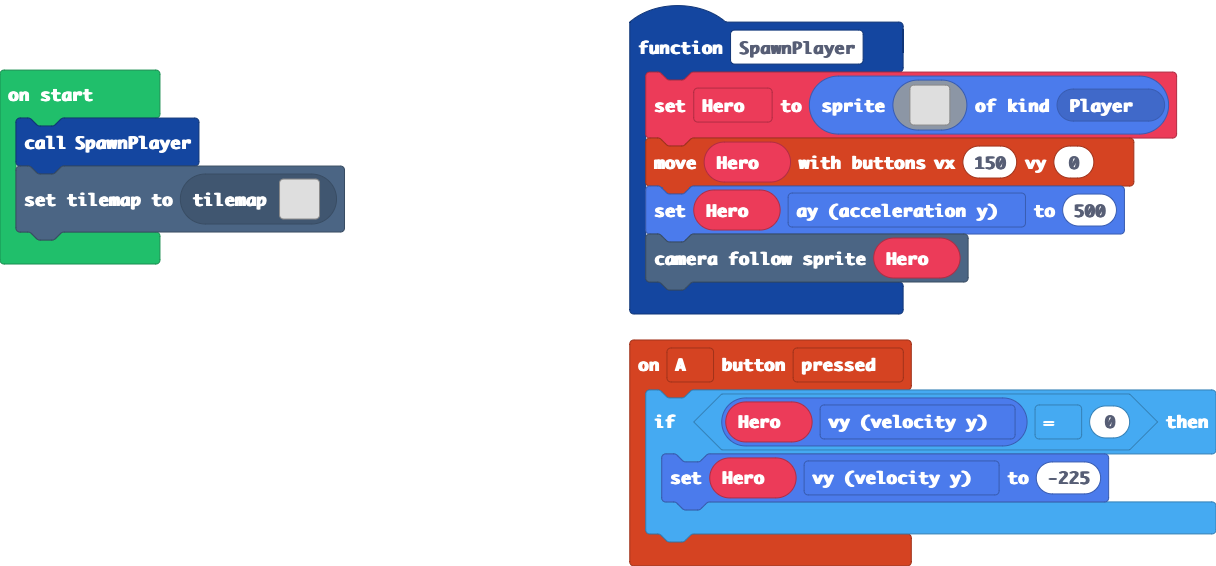 on start
call SpawnPlayer
set tilemap to tilemap
function SpawnPlayer
set Hero to sprite of kind Player
move Hero with buttons vx 150 vy 0
set Hero ay (acceleration y) to 500
camera follow sprite Hero
on A button pressed
if Hero vy (velocity y) = 0 then
set Hero vy (velocity y) to -225